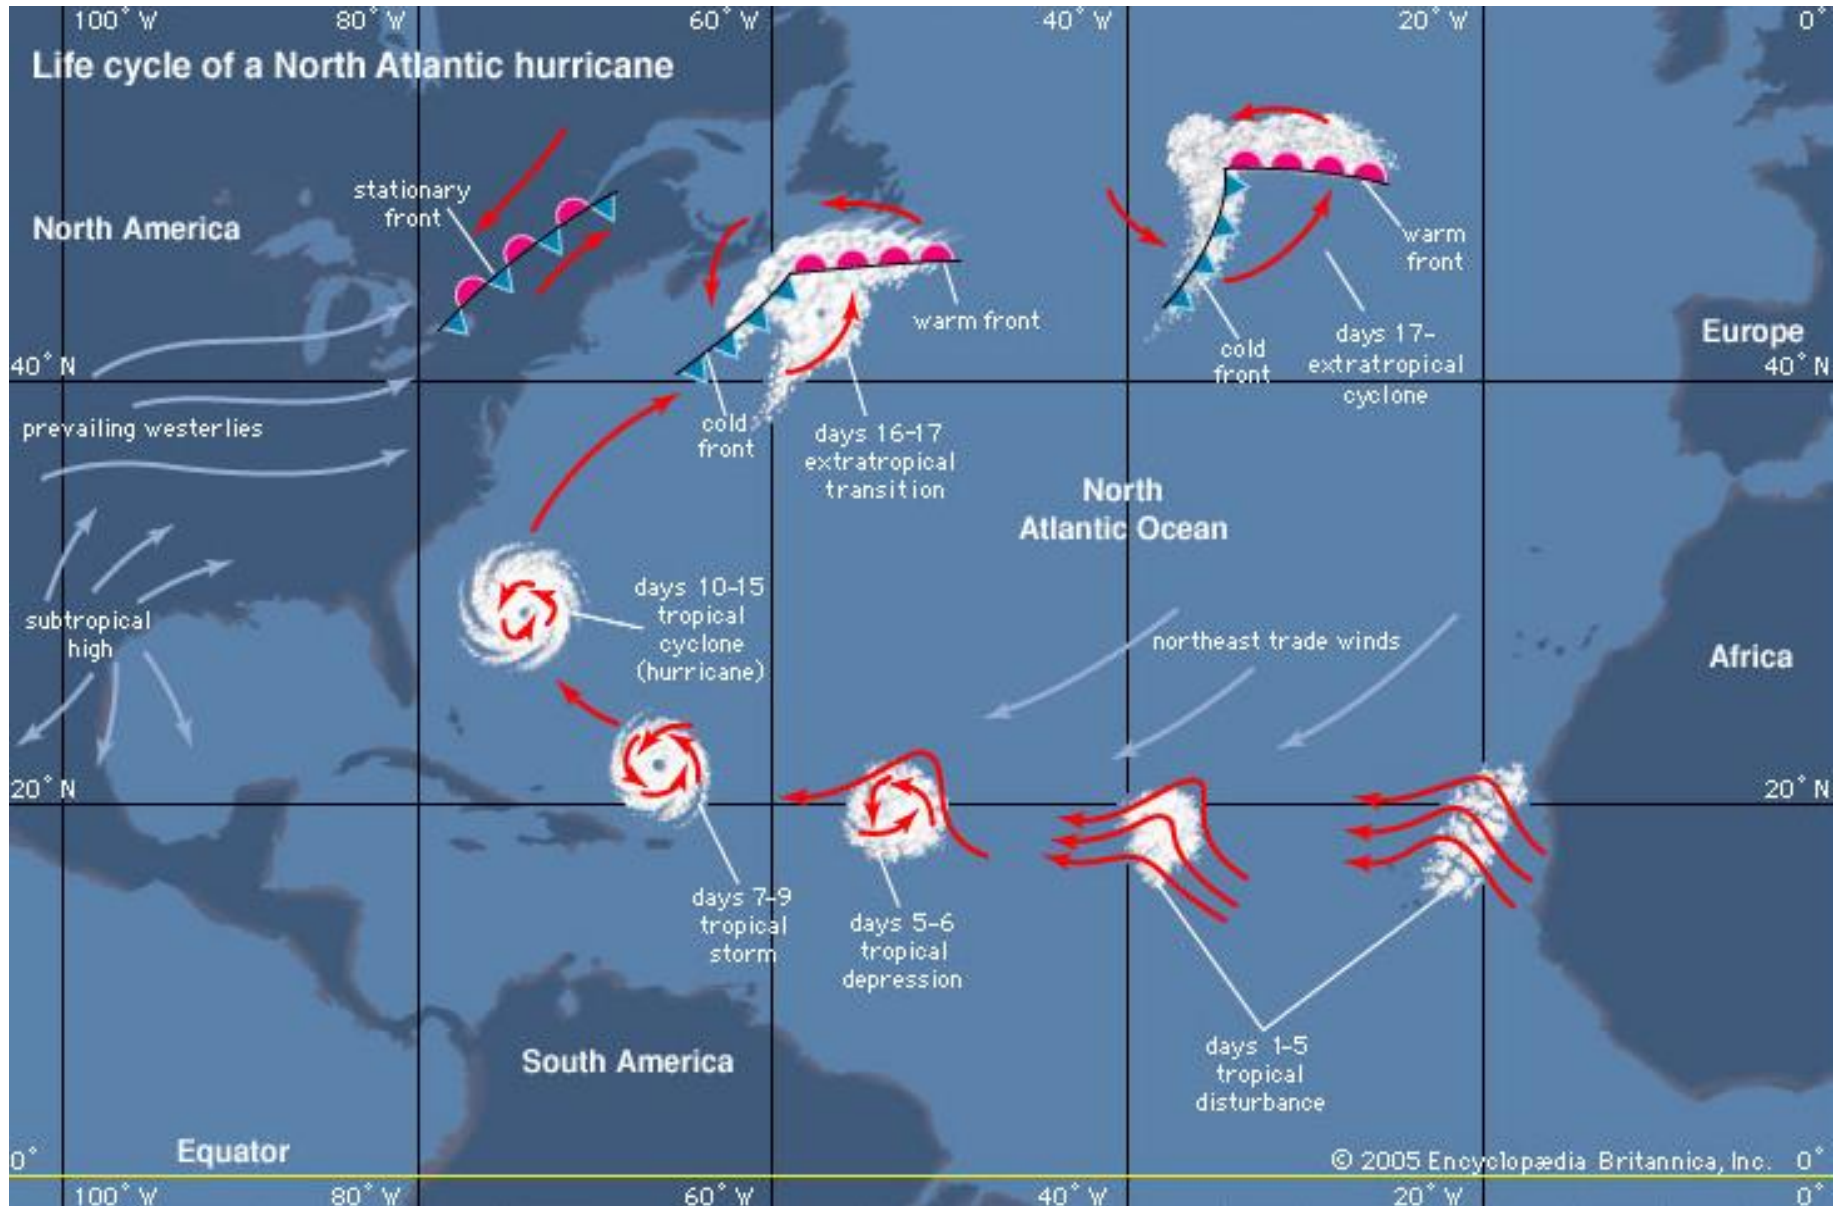 100° W
80° W
60° W
40° W
20° W
0°
Life cycle of a North Atlantic hurricane
stationary
front
North America
warm
front
warm front
Europe
cold
front
days 17-
extratropical
cyclone
40° N
40° N
prevailing westerlies
cold
front
days 16-17
extratropical
transition
North
Atlantic Ocean
days 10-15
tropical
cyclone
(hurricane)
subtropical
high
northeast trade winds
Africa
20° N
20° N
days 7-9
tropical
storm
days 5-6
tropical
depression
days 1-5
tropical
disturbance
South America
Equator
0°
© 2005 Encyclopædia Britannica, Inc.
0°
100° W
80° W
60° W
40° W
20° W
0°